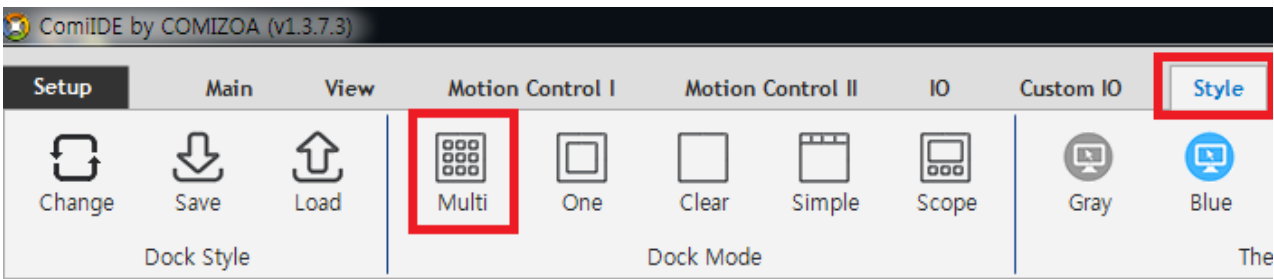 ComiIDE by COMIZOA (v1.3.7.3)
Setup Main View Motion Control I Motion Control II IO Custom IO Style
Change Save Load Multi One Clear Simple Scope Gray Blue
Dock Style Dock Mode The